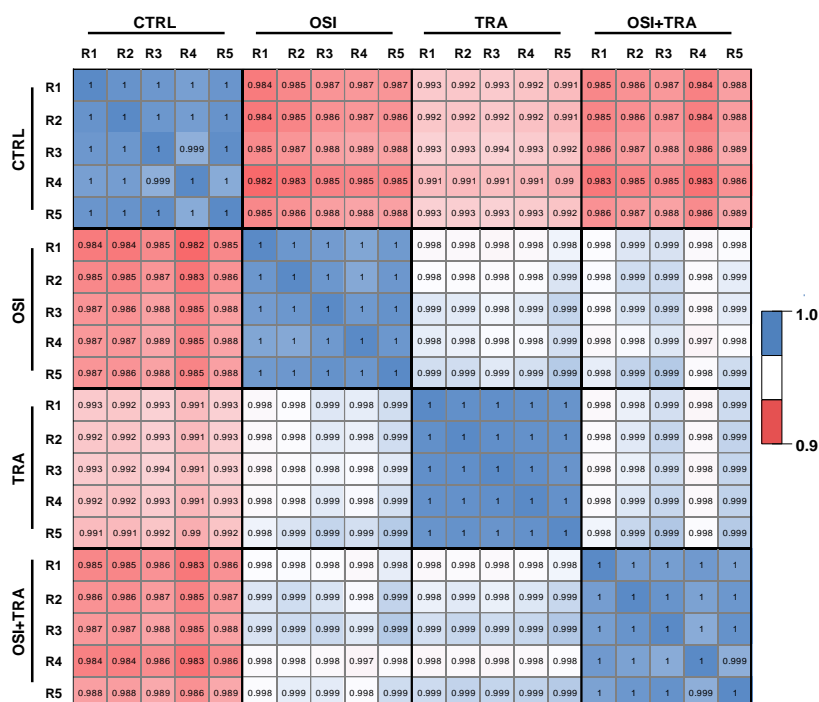 CTRL OSI TRA OSI+TRA
R1 R2 R3 R4 R5 R1 R2 R3 R4 R5 R1 R2 R3 R4 R5 R1 R2 R3 R4 R5
CTRL
R1 1 1 1 1 1 0.984 0.985 0.987 0.987 0.987 0.993 0.992 0.993 0.992 0.991 0.985 0.986 0.987 0.984 0.988
R2 1 1 1 1 1 0.984 0.985 0.986 0.987 0.986 0.992 0.992 0.992 0.992 0.991 0.985 0.986 0.987 0.984 0.988
R3 1 1 1 0.999 1 0.985 0.987 0.988 0.989 0.988 0.993 0.993 0.994 0.993 0.992 0.986 0.987 0.988 0.986 0.989
R4 1 1 0.999 1 1 0.982 0.983 0.985 0.985 0.985 0.991 0.991 0.991 0.991 0.99 0.983 0.985 0.985 0.983 0.986
R5 1 1 1 1 1 0.985 0.986 0.988 0.988 0.988 0.993 0.993 0.993 0.993 0.992 0.986 0.987 0.988 0.986 0.989
OSI
R1 0.984 0.984 0.985 0.982 0.985 1 1 1 1 1 0.998 0.998 0.998 0.998 0.998 0.998 0.999 0.999 0.998 0.998
R2 0.985 0.985 0.987 0.983 0.986 1 1 1 1 1 0.998 0.998 0.998 0.998 0.999 0.998 0.999 0.999 0.998 0.999
R3 0.987 0.986 0.988 0.985 0.988 1 1 1 1 1 0.999 0.999 0.998 0.999 0.999 0.998 0.999 0.999 0.998 0.999
R4 0.987 0.987 0.989 0.985 0.988 1 1 1 1 1 0.998 0.998 0.998 0.998 0.999 0.998 0.998 0.999 0.997 0.998
R5 0.987 0.986 0.988 0.985 0.988 1 1 1 1 1 0.999 0.999 0.999 0.999 0.999 0.998 0.999 0.999 0.998 0.999
TRA
R1 0.993 0.992 0.993 0.991 0.993 0.998 0.998 0.999 0.998 0.999 1 1 1 1 1 0.998 0.998 0.999 0.998 0.999
R2 0.992 0.992 0.993 0.991 0.993 0.998 0.998 0.999 0.998 0.999 1 1 1 1 1 0.998 0.998 0.999 0.998 0.999
R3 0.993 0.992 0.994 0.991 0.993 0.998 0.998 0.998 0.998 0.999 1 1 1 1 1 0.998 0.998 0.999 0.998 0.999
R4 0.992 0.992 0.993 0.991 0.993 0.998 0.998 0.999 0.998 0.999 1 1 1 1 1 0.998 0.999 0.999 0.998 0.999
R5 0.991 0.991 0.992 0.99 0.992 0.998 0.999 0.999 0.999 0.999 1 1 1 1 1 0.998 0.999 0.999 0.998 0.999
OSI+TRA
R1 0.985 0.985 0.986 0.983 0.986 0.998 0.998 0.998 0.998 0.998 0.998 0.998 0.998 0.998 0.998 1 1 1 1 1
R2 0.986 0.986 0.987 0.985 0.987 0.999 0.999 0.999 0.998 0.999 0.998 0.998 0.998 0.999 0.999 1 1 1 1 1
R3 0.987 0.987 0.988 0.985 0.988 0.999 0.999 0.999 0.999 0.999 0.999 0.999 0.999 0.999 0.999 1 1 1 1 1
R4 0.984 0.984 0.986 0.983 0.986 0.998 0.998 0.998 0.997 0.998 0.998 0.998 0.998 0.998 0.998 1 1 1 1 0.999
R5 0.988 0.988 0.989 0.986 0.989 0.998 0.999 0.999 0.998 0.999 0.999 0.999 0.999 0.999 0.999 1 1 1 0.999 1
1.0
0.9